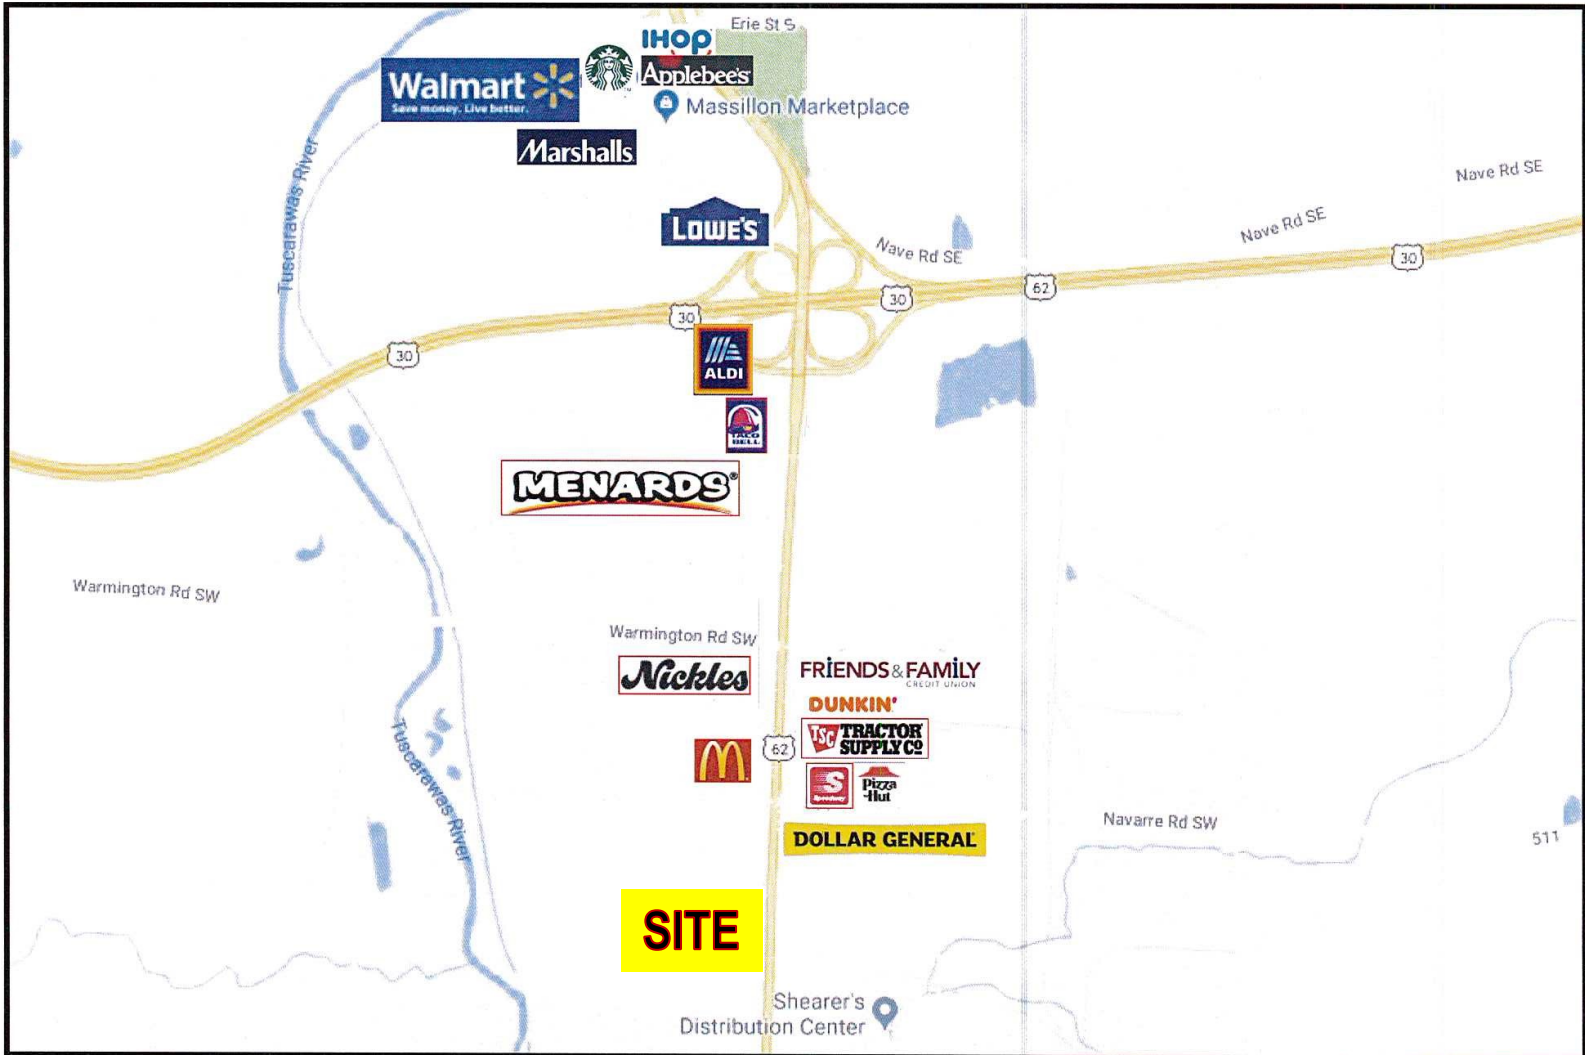 Erie St S
IHOP
Applebee's
Walmart
Save money. Live better.
Massillon Marketplace
Marshalls
Tuscarawas River
LOWE'S
Nave Rd SE
Nave Rd SE
Nave Rd SE
30
62
30
30
30
ALDI
TACO
BELL
MENARDS®
Warmington Rd SW
Warmington Rd SW
Nickles
FRiENDS & FAMiLY
CREDIT UNION
DUNKIN'
TSC TRACTOR
SUPPLY CO
62
M
S
Speedway
Pizza
Hut
Tuscarawas River
DOLLAR GENERAL
Navarre Rd SW
511
SITE
Shearer's
Distribution Center